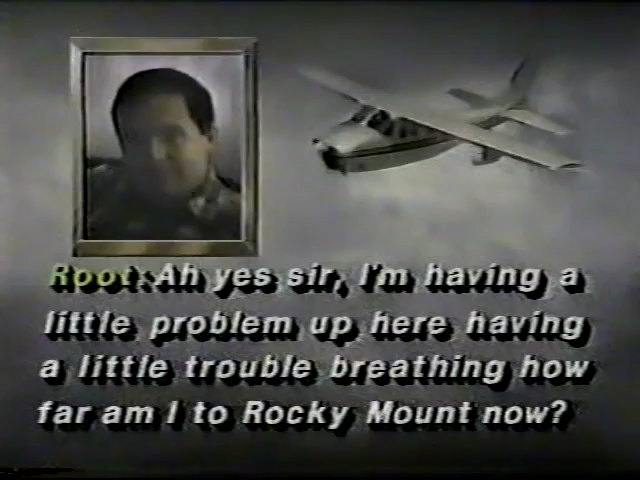 Root: Ah yes sir, I'm having a
little problem up here having
a little trouble breathing how
far am I to Rocky Mount now?